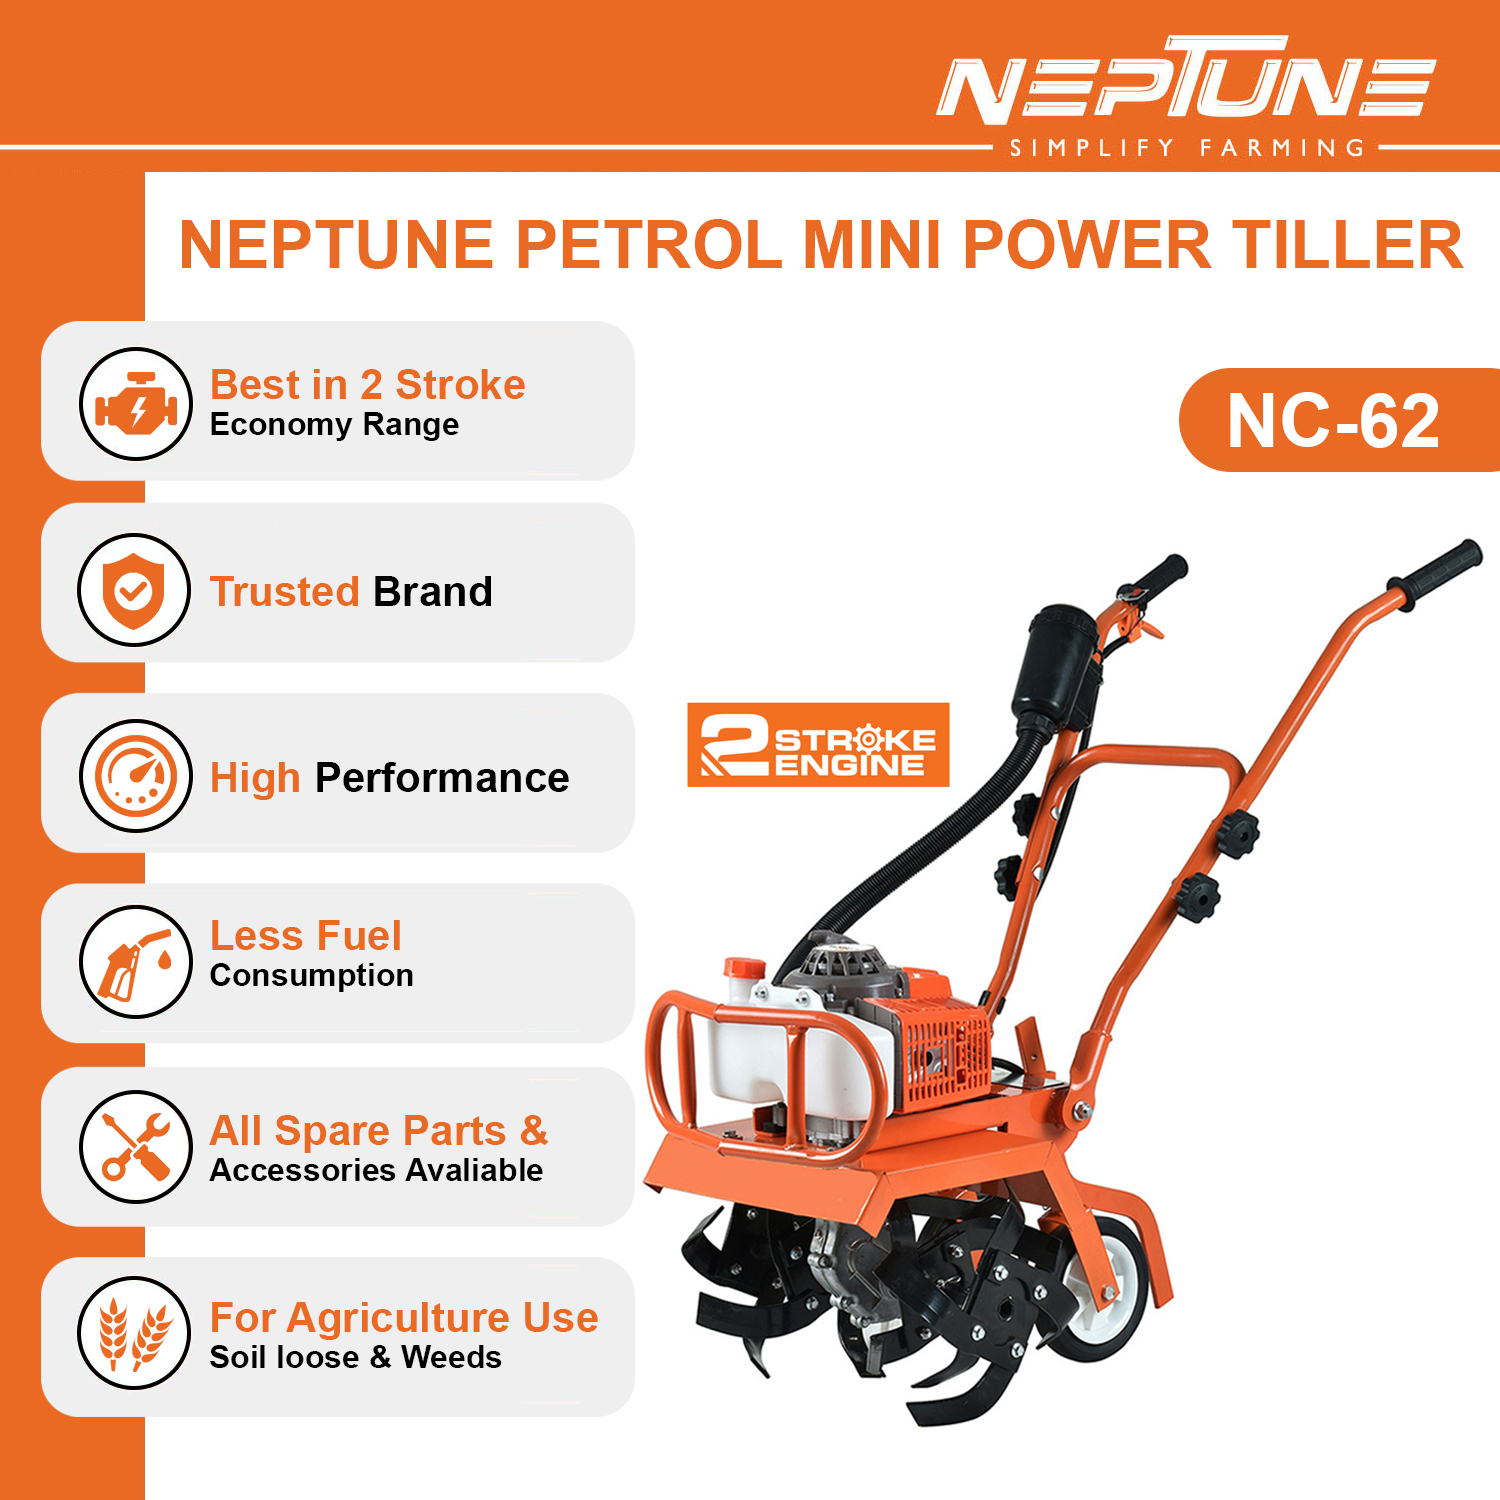 NEPTUNE
SIMPLIFY FARMING
NEPTUNE PETROL MINI POWER TILLER
Best in 2 Stroke
Economy Range
NC-62
Trusted Brand
2 STROKE
ENGINE
High Performance
Less Fuel
Consumption
All Spare Parts &
Accessories Avaliable
For Agriculture Use
Soil loose & Weeds